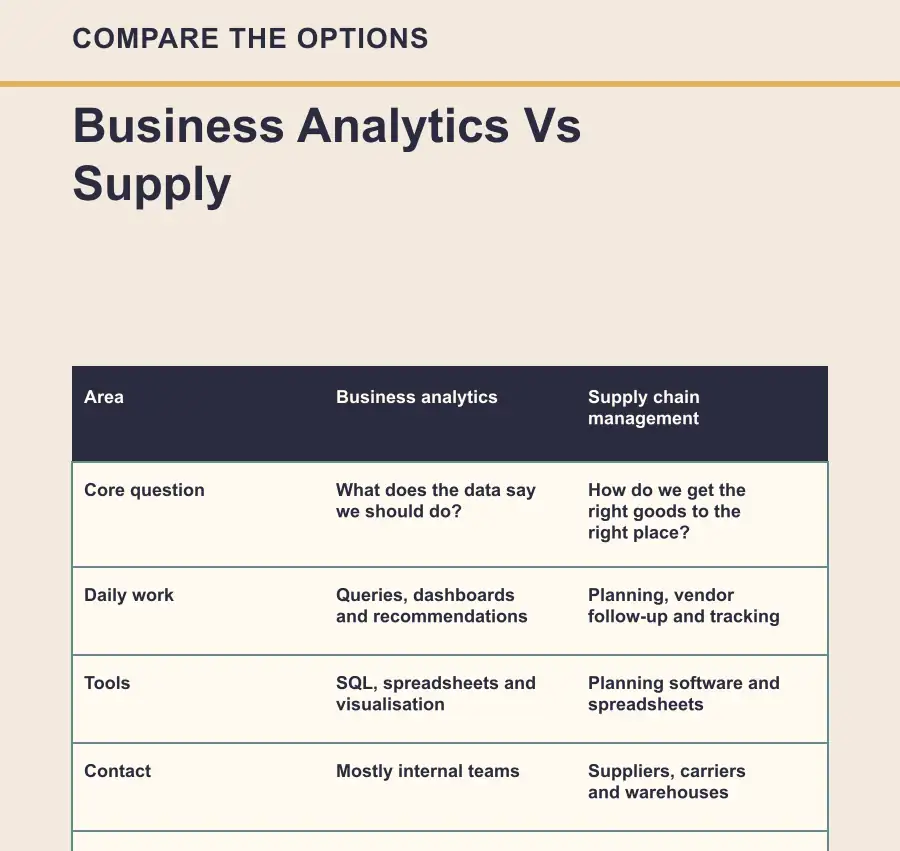 COMPARE THE OPTIONS
Business Analytics Vs
Supply
Area
Business analytics
Supply chain
management
Core question
What does the data say
we should do?
How do we get the
right goods to the
right place?
Daily work
Queries, dashboards
and recommendations
Planning, vendor
follow-up and tracking
Tools
SQL, spreadsheets and
visualisation
Planning software and
spreadsheets
Contact
Mostly internal teams
Suppliers, carriers
and warehouses